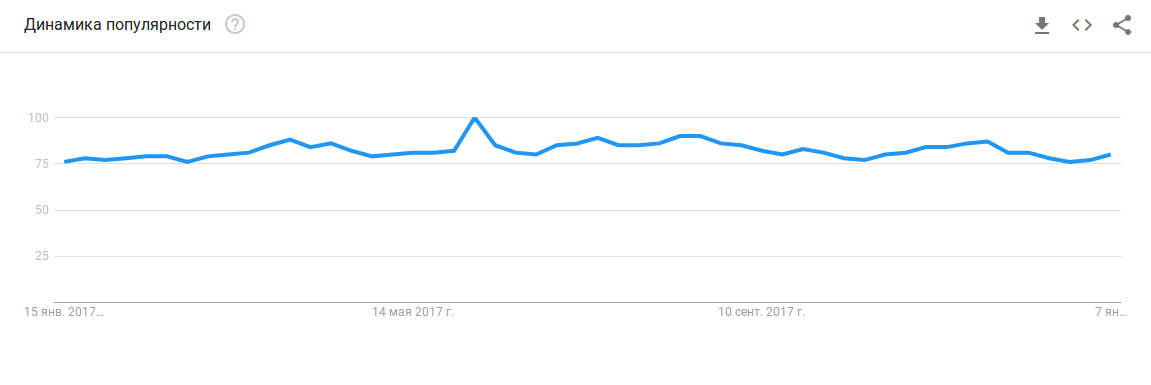 Динамика популярности
100
75
50
25
15 янв. 2017…
14 мая 2017 г.
10 сент. 2017 г.
7 ян…